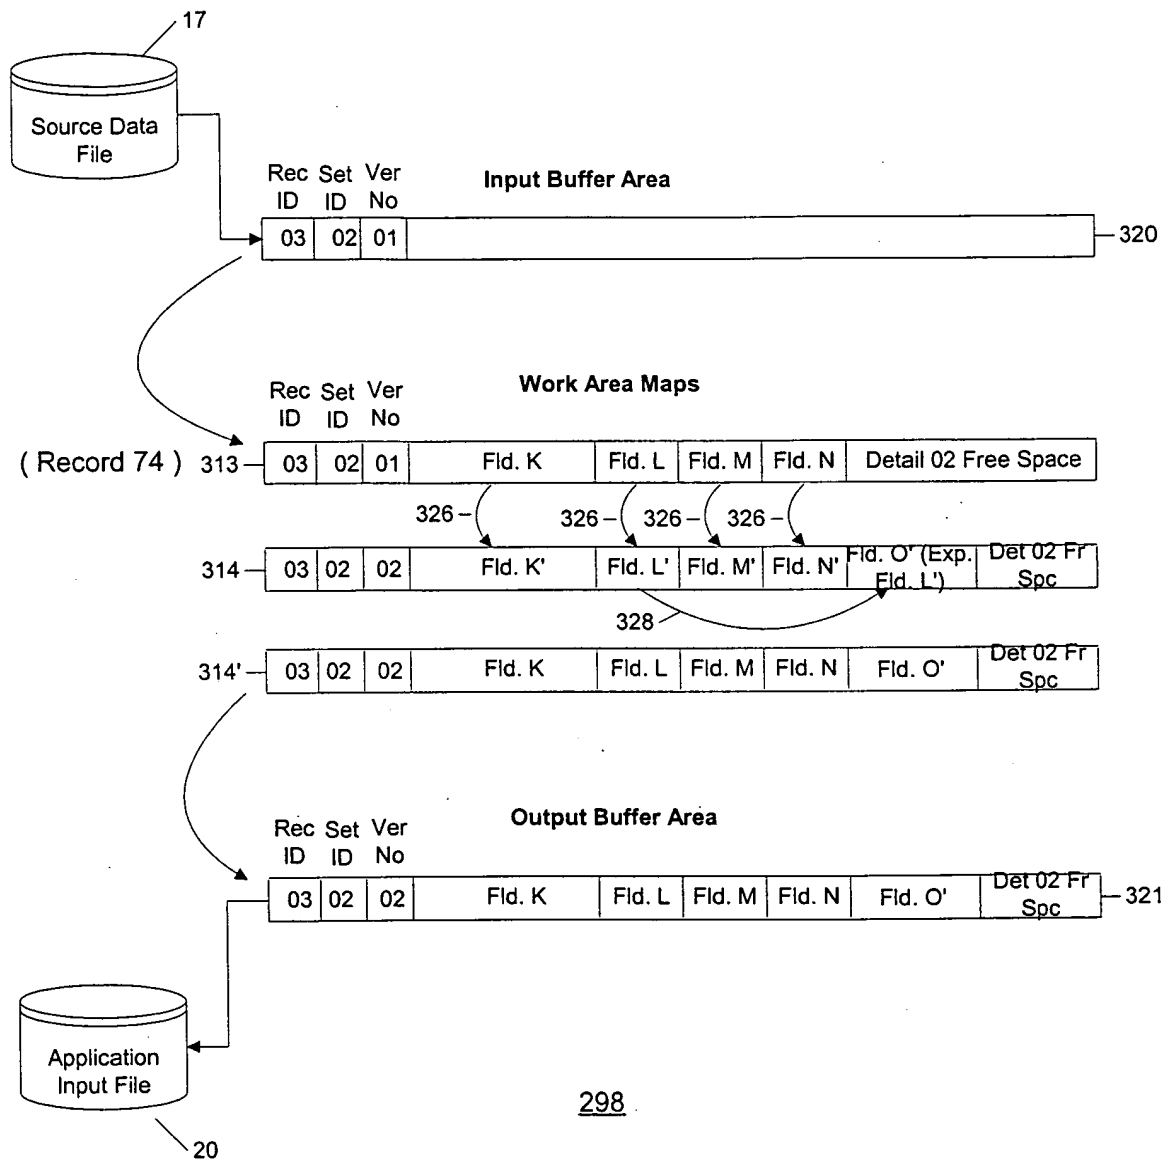 17
Source Data
File
Rec Set Ver
ID ID No
Input Buffer Area
03 02 01
320
Work Area Maps
Rec Set Ver
ID ID No
( Record 74 ) 313 03 02 01 Fld. K Fld. L Fld. M Fld. N Detail 02 Free Space
326 326 326 326
314 03 02 02 Fld. K' Fld. L' Fld. M' Fld. N' Fld. O' (Exp. Det 02 Fr
Fld. L') Spc
328
314' 03 02 02 Fld. K Fld. L Fld. M Fld. N Fld. O' Det 02 Fr
Spc
Output Buffer Area
Rec Set Ver
ID ID No
03 02 02 Fld. K Fld. L Fld. M Fld. N Fld. O' Det 02 Fr
Spc
321
Application
Input File
298
20